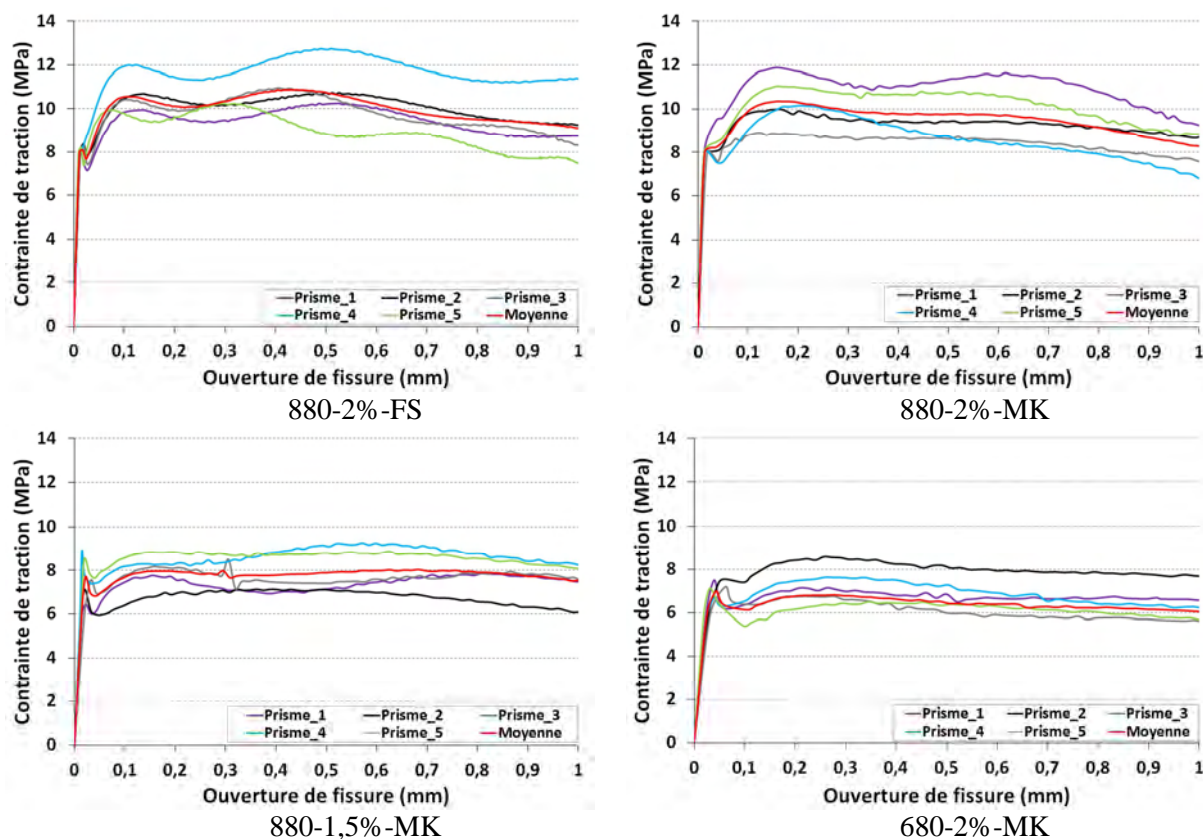 14
12
10
8
6
4
2
0
Contrainte de traction (MPa)
Prisme_1 Prisme_2 Prisme_3
Prisme_4 Prisme_5 Moyenne
0 0,1 0,2 0,3 0,4 0,5 0,6 0,7 0,8 0,9 1
Ouverture de fissure (mm)
880-2%-FS
14
12
10
8
6
4
2
0
Contrainte de traction (MPa)
Prisme_1 Prisme_2 Prisme_3
Prisme_4 Prisme_5 Moyenne
0 0,1 0,2 0,3 0,4 0,5 0,6 0,7 0,8 0,9 1
Ouverture de fissure (mm)
880-2%-MK
14
12
10
8
6
4
2
0
Contrainte de traction (MPa)
Prisme_1 Prisme_2 Prisme_3
Prisme_4 Prisme_5 Moyenne
0 0,1 0,2 0,3 0,4 0,5 0,6 0,7 0,8 0,9 1
Ouverture de fissure (mm)
880-1,5%-MK
14
12
10
8
6
4
2
0
Contrainte de traction (MPa)
Prisme_1 Prisme_2 Prisme_3
Prisme_4 Prisme_5 Moyenne
0 0,1 0,2 0,3 0,4 0,5 0,6 0,7 0,8 0,9 1
Ouverture de fissure (mm)
680-2%-MK